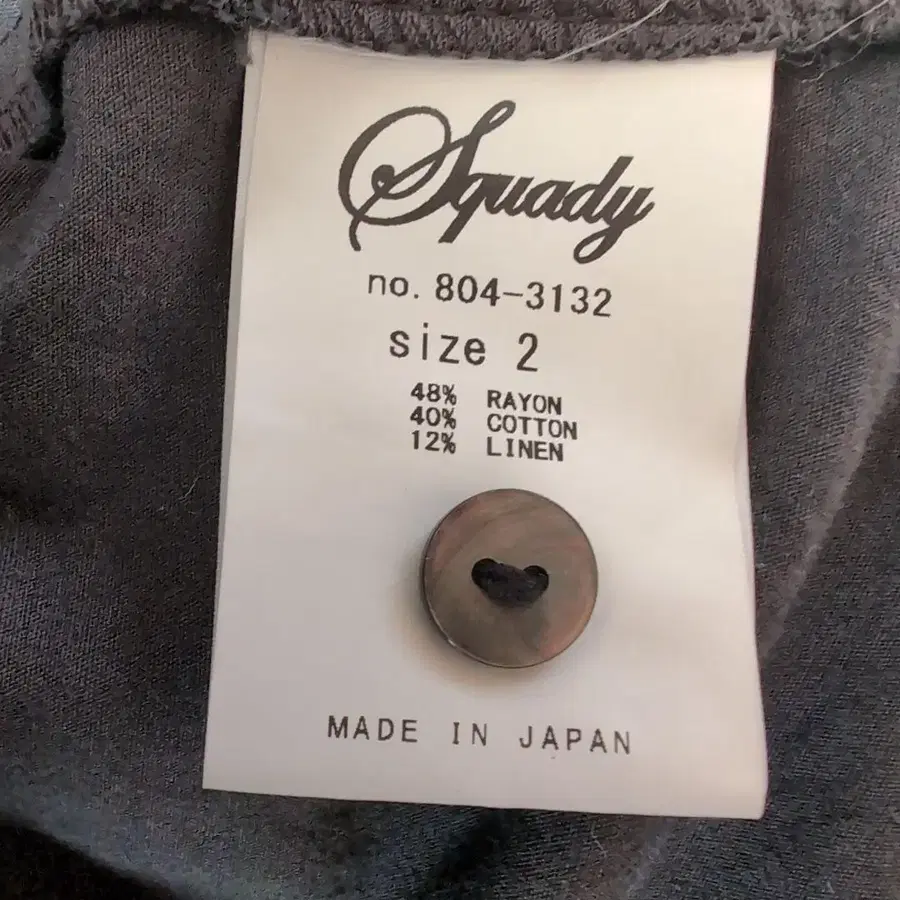 Squady
no. 804-3132
size 2
48% RAYON
40% COTTON
12% LINEN
MADE IN JAPAN